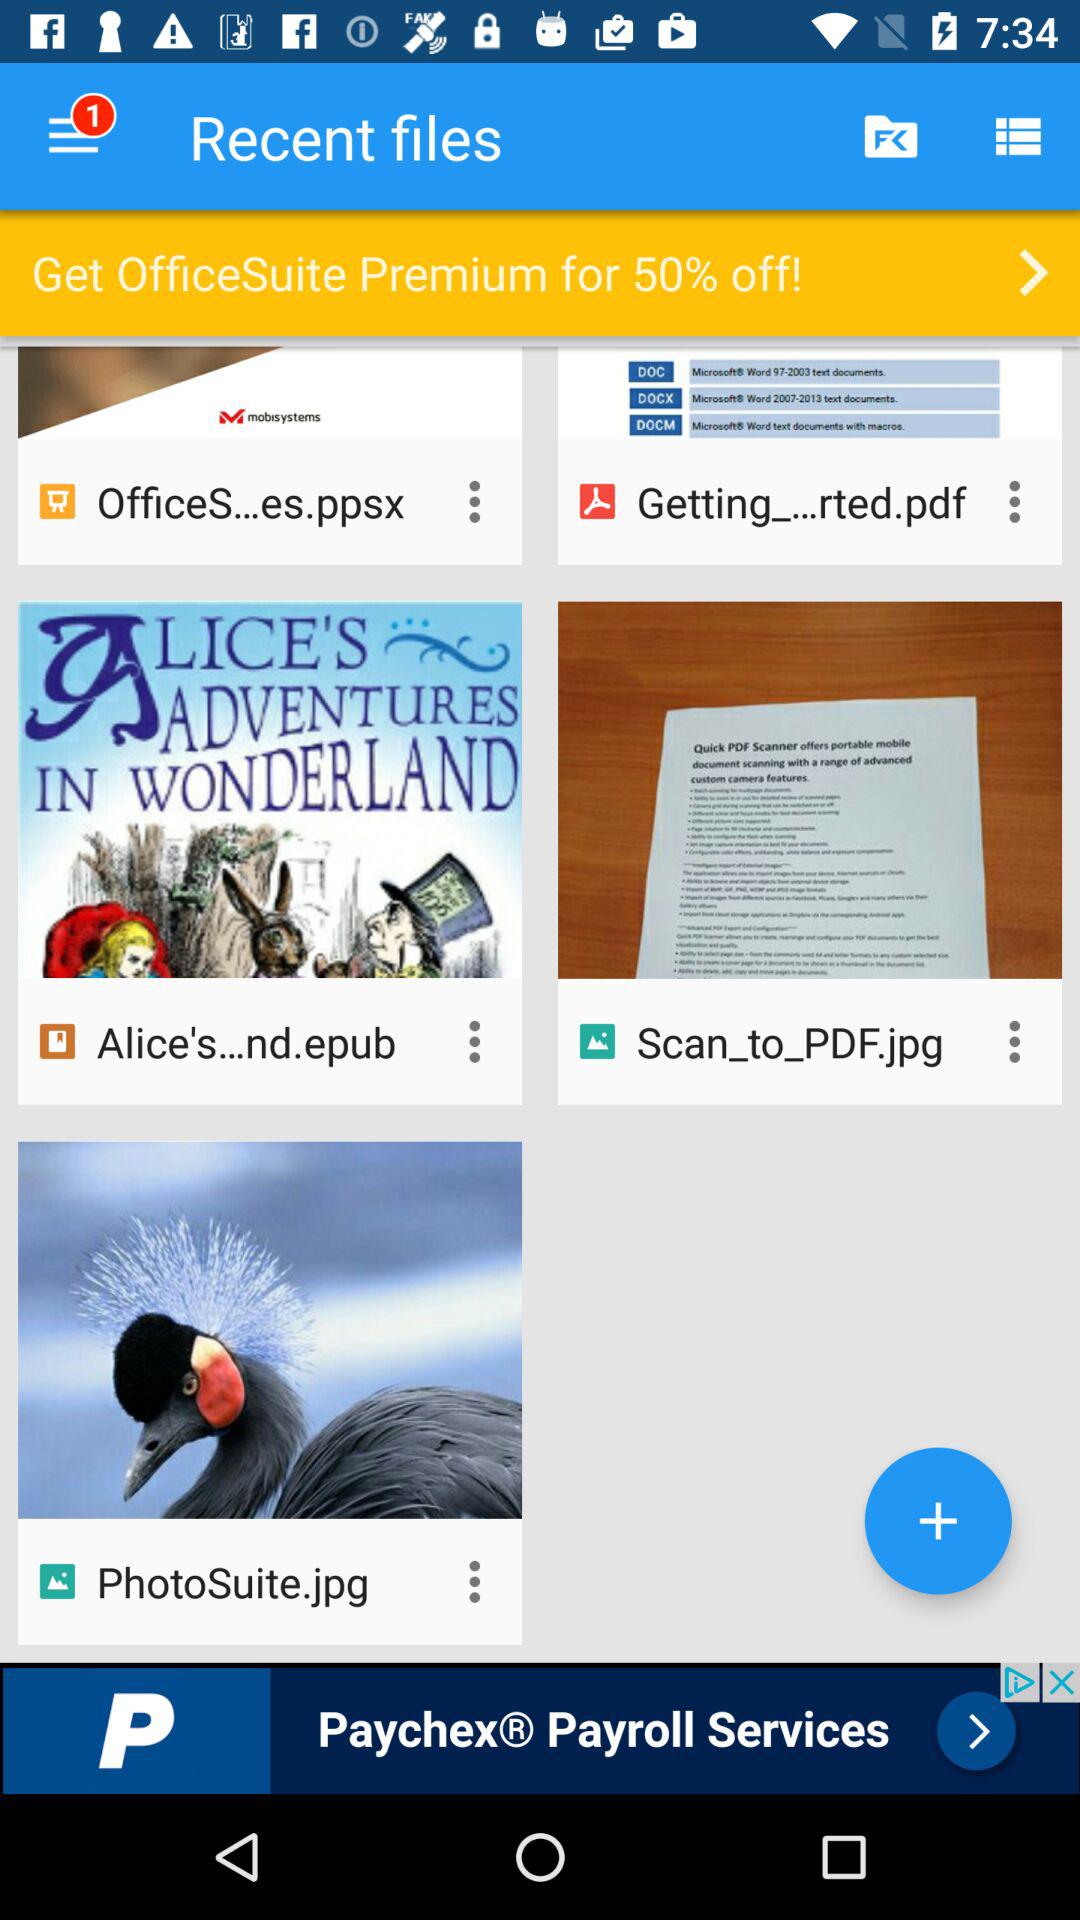 FAKE
7:34
1
Recent files
FK
Get OfficeSuite Premium for 50% off!
mobisystems
DOC Microsoft® Word 97-2003 text documents.
DOCX Microsoft® Word 2007-2013 text documents.
DOCM Microsoft® Word text documents with macros.
OfficeS...es.ppsx
Getting_...rted.pdf
ALICE'S
ADVENTURES
IN WONDERLAND
Quick PDF Scanner offers portable mobile
document scanning with a range of advanced
custom camera features.
Alice's...nd.epub
Scan_to_PDF.jpg
PhotoSuite.jpg
P
Paychex® Payroll Services